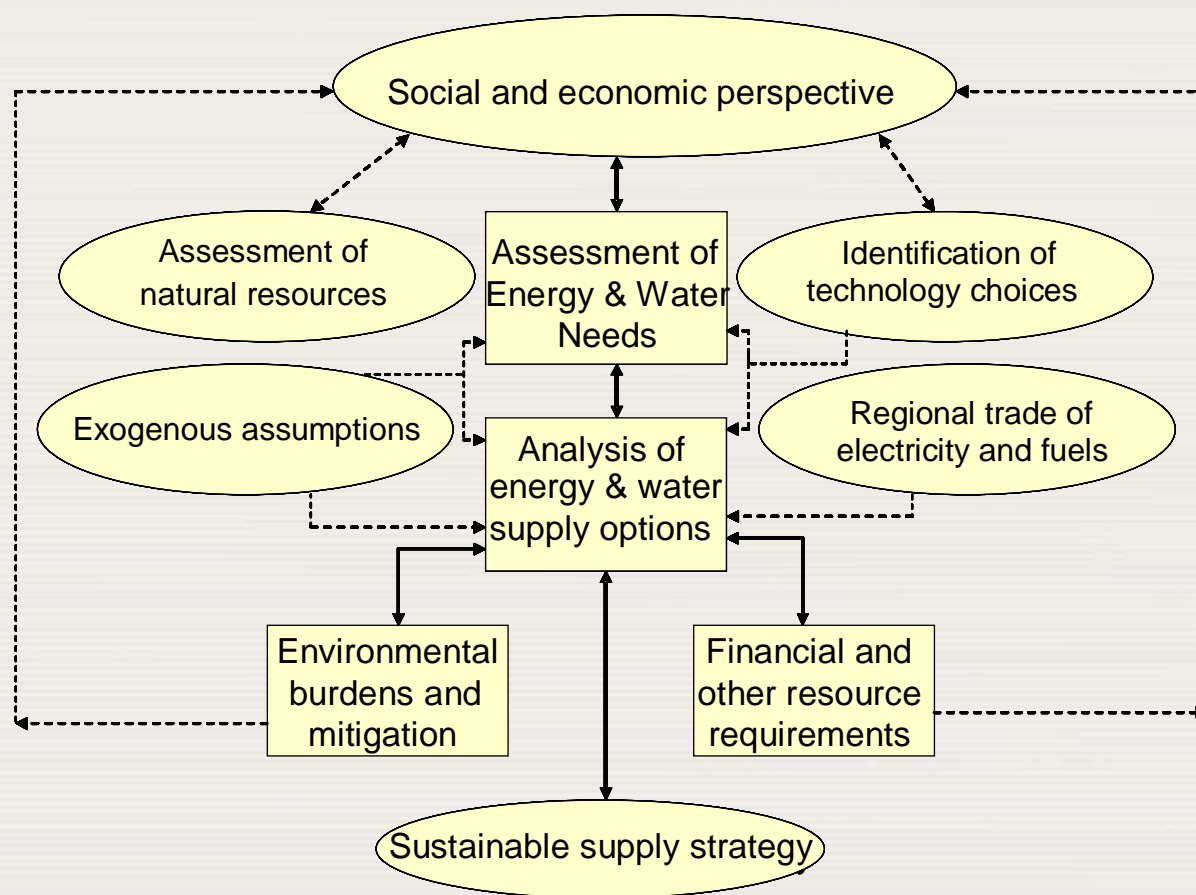 Social and economic perspective
Assessment of
natural resources
Assessment of
Energy & Water
Needs
Identification of
technology choices
Exogenous assumptions
Regional trade of
electricity and fuels
Analysis of
energy & water
supply options
Environmental
burdens and
mitigation
Financial and
other resource
requirements
Sustainable supply strategy